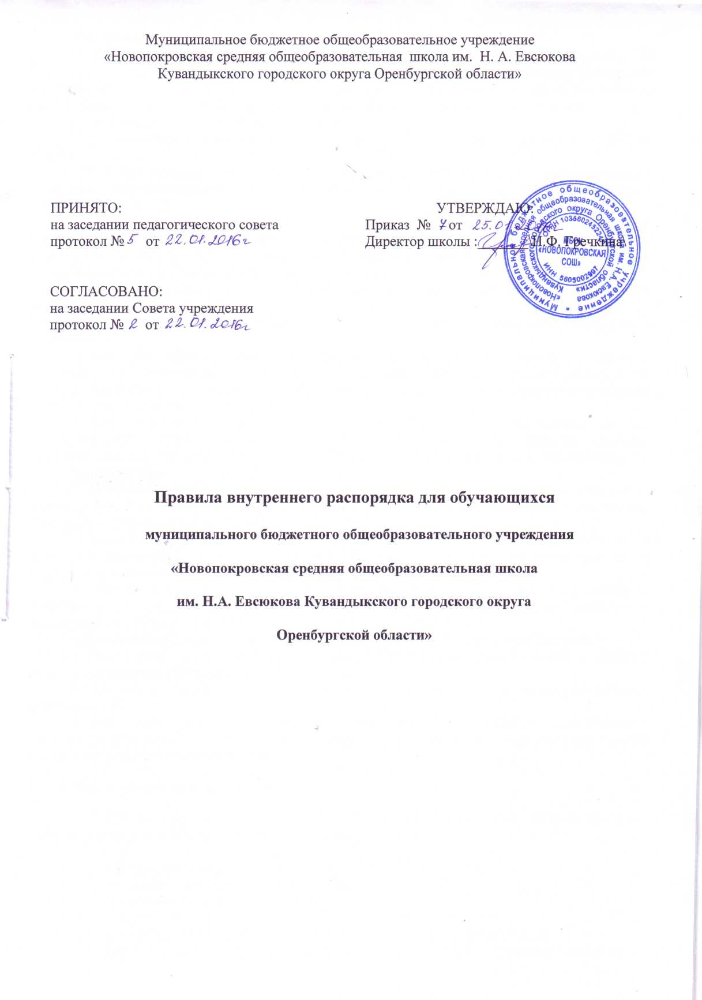 Муниципальное бюджетное общеобразовательное учреждение
«Новопокровская средняя общеобразовательная школа им. Н. А. Евсюкова
Кувандыкского городского округа Оренбургской области»
ПРИНЯТО:
на заседании педагогического совета
протокол № 5 от 22.01.2016г
УТВЕРЖДАЮ:
Приказ № 7 от 25.01.
Директор школы : Н.Ф. Гречкина
СОГЛАСОВАНО:
на заседании Совета учреждения
протокол № 2 от 22.01.2016г
Муниципальное бюджетное общеобразовательное учреждение
«Новопокровская средняя общеобразовательная школа им. Н.А. Евсюкова
Кувандыкского городского округа Оренбургской области»
ОГРН
МБОУ
«НОВОПОКРОВСКАЯ
СОШ»
ИНН 5605002997
Правила внутреннего распорядка для обучающихся
муниципального бюджетного общеобразовательного учреждения
«Новопокровская средняя общеобразовательная школа
им. Н.А. Евсюкова Кувандыкского городского округа
Оренбургской области»